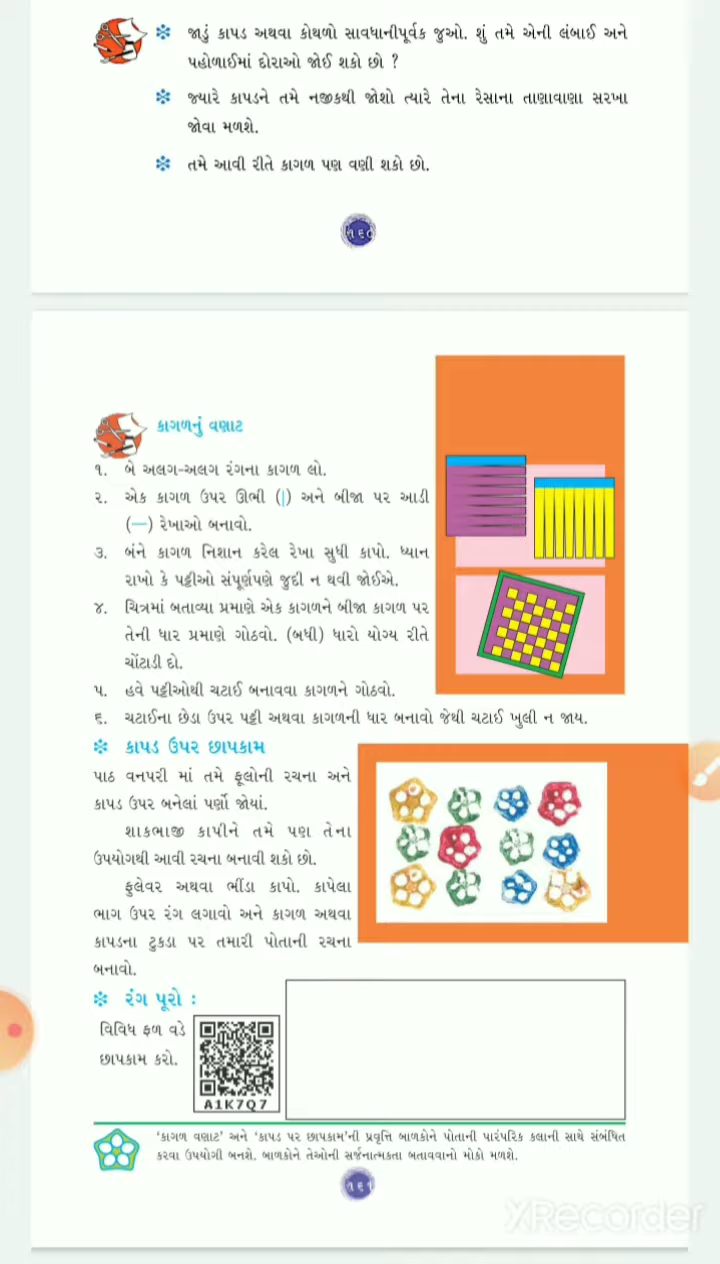 જાડું કાપડ અથવા કોથળો સાવધાનીપૂર્વક જુઓ. શું તમે એની લંબાઈ અને
પહોળાઈમાં દોરાઓ જોઈ શકો છો ?
જ્યારે કાપડને તમે નજીકથી જોશો ત્યારે તેના રેસાના તાણાવાણા સરખા
જોવા મળશે.
તમે આવી રીતે કાગળ પણ વણી શકો છો.
૧૬૦
કાગળનું વણાટ
૧. બે અલગ-અલગ રંગના કાગળ લો.
૨. એક કાગળ ઉપર ઊભી (|) અને બીજા પર આડી
(—) રેખાઓ બનાવો.
૩. બંને કાગળ નિશાન કરેલ રેખા સુધી કાપો. ધ્યાન
રાખો કે પટ્ટીઓ સંપૂર્ણપણે જુદી ન થવી જોઈએ.
૪. ચિત્રમાં બતાવ્યા પ્રમાણે એક કાગળને બીજા કાગળ પર
તેની ધાર પ્રમાણે ગોઠવો. (બધી) ધારો યોગ્ય રીતે
ચોંટાડી દો.
૫. હવે પટ્ટીઓથી ચટાઈ બનાવવા કાગળને ગોઠવો.
૬. ચટાઈના છેડા ઉપર પટ્ટી અથવા કાગળની ધાર બનાવો જેથી ચટાઈ ખુલી ન જાય.
કાપડ ઉપર છાપકામ
પાઠ વનપરી માં તમે ફૂલોની રચના અને
કાપડ ઉપર બનેલાં પર્ણો જોયાં.
શાકભાજી કાપીને તમે પણ તેના
ઉપયોગથી આવી રચના બનાવી શકો છો.
ફુલેવર અથવા ભીંડા કાપો. કાપેલા
ભાગ ઉપર રંગ લગાવો અને કાગળ અથવા
કાપડના ટુકડા પર તમારી પોતાની રચના
બનાવો.
રંગ પૂરો :
વિવિધ ફળ વડે
છાપકામ કરો.
A1K7Q7
'કાગળ વણાટ' અને 'કાપડ પર છાપકામ'ની પ્રવૃત્તિ બાળકોને પોતાની પારંપરિક કલાની સાથે સંબંધિત
કરવા ઉપયોગી બનશે. બાળકોને તેઓની સર્જનાત્મકતા બતાવવાનો મોકો મળશે.
૧૬૧
XRecorder